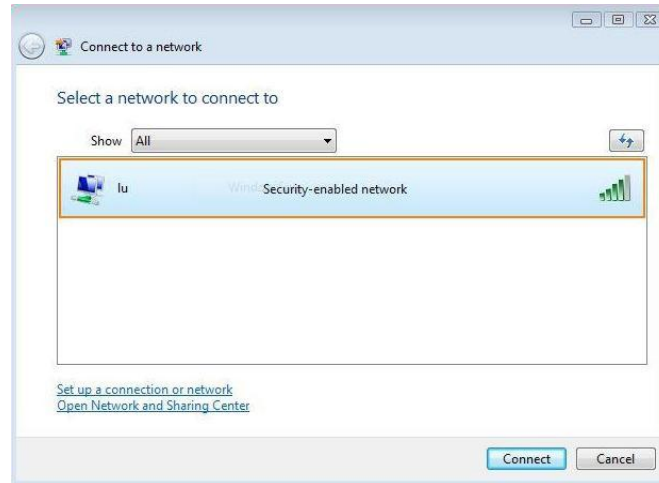 Connect to a network
Select a network to connect to
Show All
lu Security-enabled network
Set up a connection or network
Open Network and Sharing Center
Connect Cancel